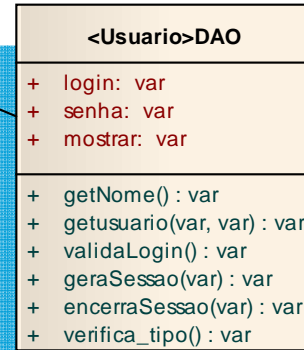 <Usuario>DAO
+ login: var
+ senha: var
+ mostrar: var
+ getNome() : var
+ getusuario(var, var) : var
+ validaLogin() : var
+ geraSessao(var) : var
+ encerraSessao(var) : var
+ verifica_tipo() : var